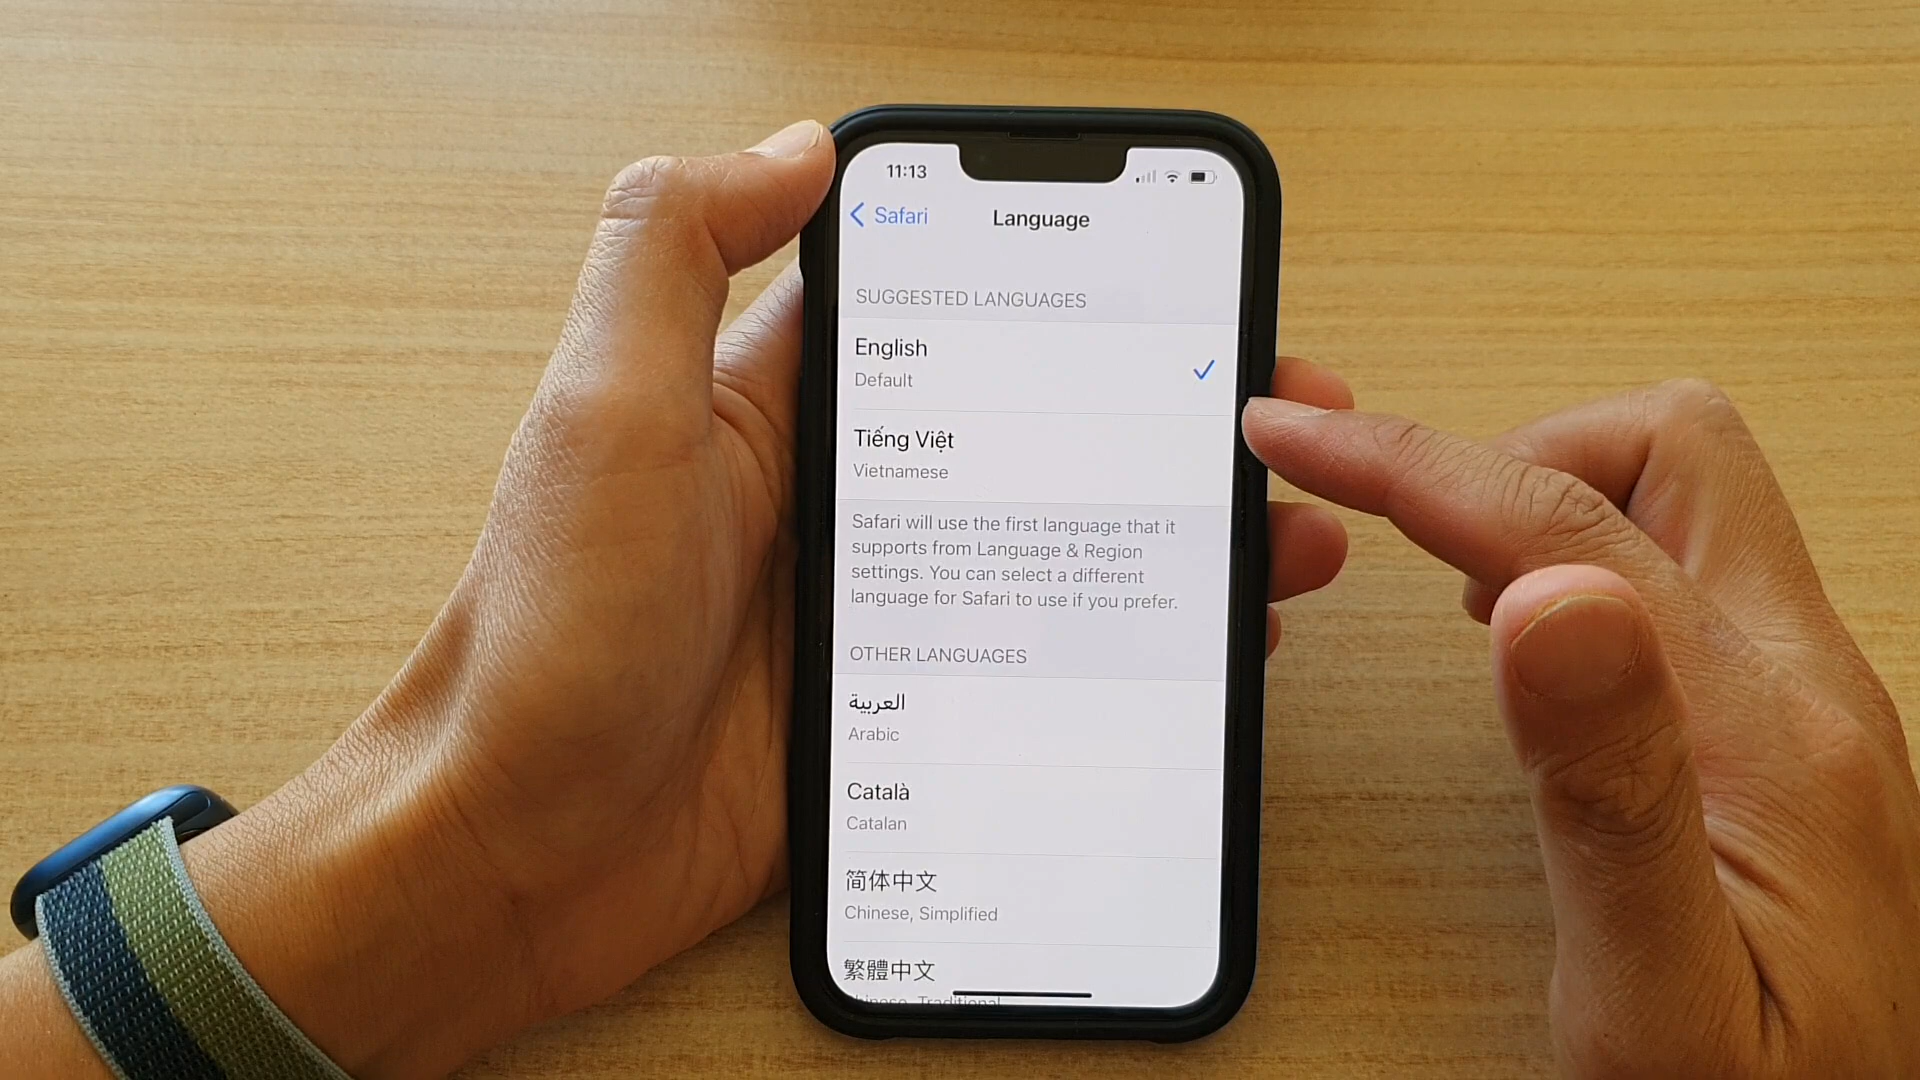 11:13
Safari
Language
SUGGESTED LANGUAGES
English
Default
Tiếng Việt
Vietnamese
Safari will use the first language that it
supports from Language & Region
settings. You can select a different
language for Safari to use if you prefer.
OTHER LANGUAGES
العربية
Arabic
Català
Catalan
简体中文
Chinese, Simplified
繁體中文
Chinese, Traditional